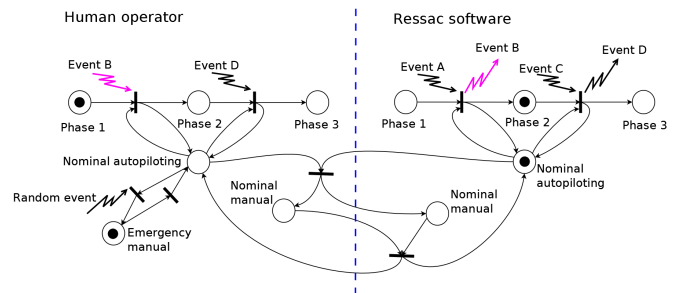 Human operator
Event B
Event D
Phase 1
Phase 2
Phase 3
Nominal autopiloting
Random event
Emergency
manual
Nominal
manual
Ressac software
Event B
Event D
Event A
Event C
Phase 1
Phase 2
Phase 3
Nominal
autopiloting
Nominal
manual